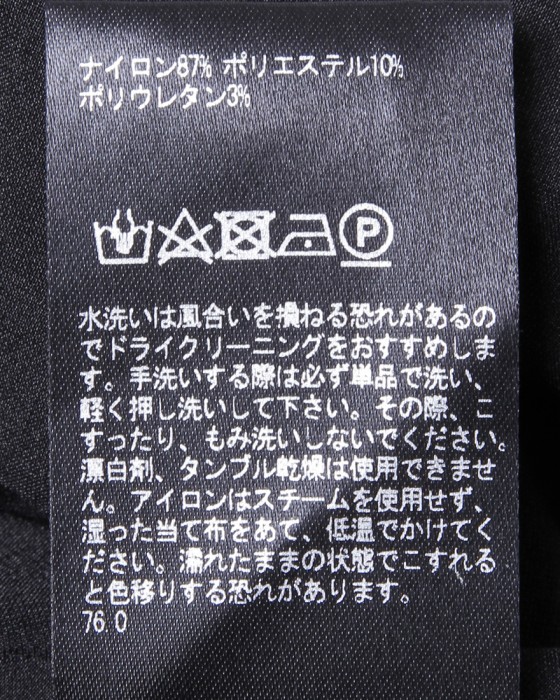 ナイロン87% ポリエステル10%
ポリウレタン3%
P
水洗いは風合いを損ねる恐れがあるの
でドライクリーニングをおすすめしま
す。手洗いする際は必ず単品で洗い、
軽く押し洗いして下さい。その際、こ
すったり、もみ洗いしないでください。
漂白剤、タンブル乾燥は使用できませ
ん。アイロンはスチームを使用せず、
湿った当て布をあて、低温でかけてく
ださい。濡れたままの状態でこすれる
と色移りする恐れがあります。
76.0